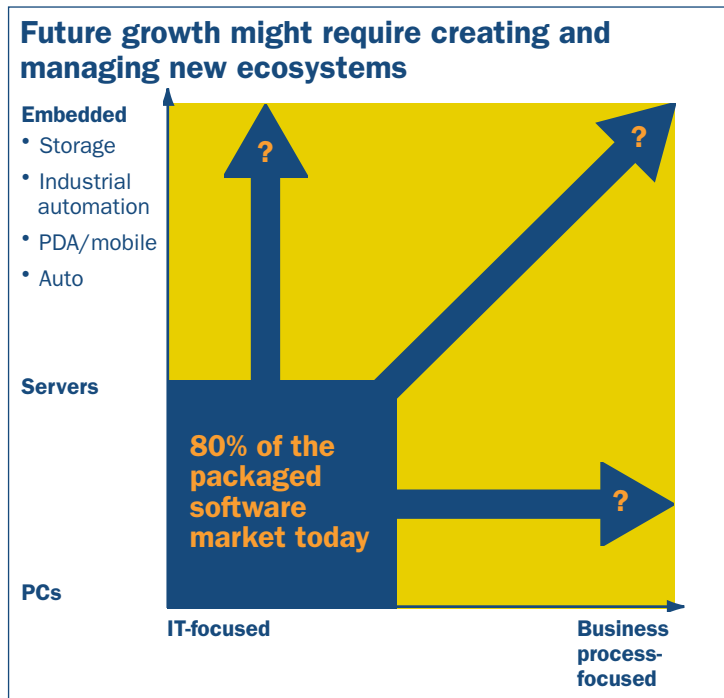 Future growth might require creating and
managing new ecosystems
Embedded
• Storage
• Industrial
automation
• PDA/mobile
• Auto
Servers
PCs
?
?
?
80% of the
packaged
software
market today
IT-focused
Business
process-
focused